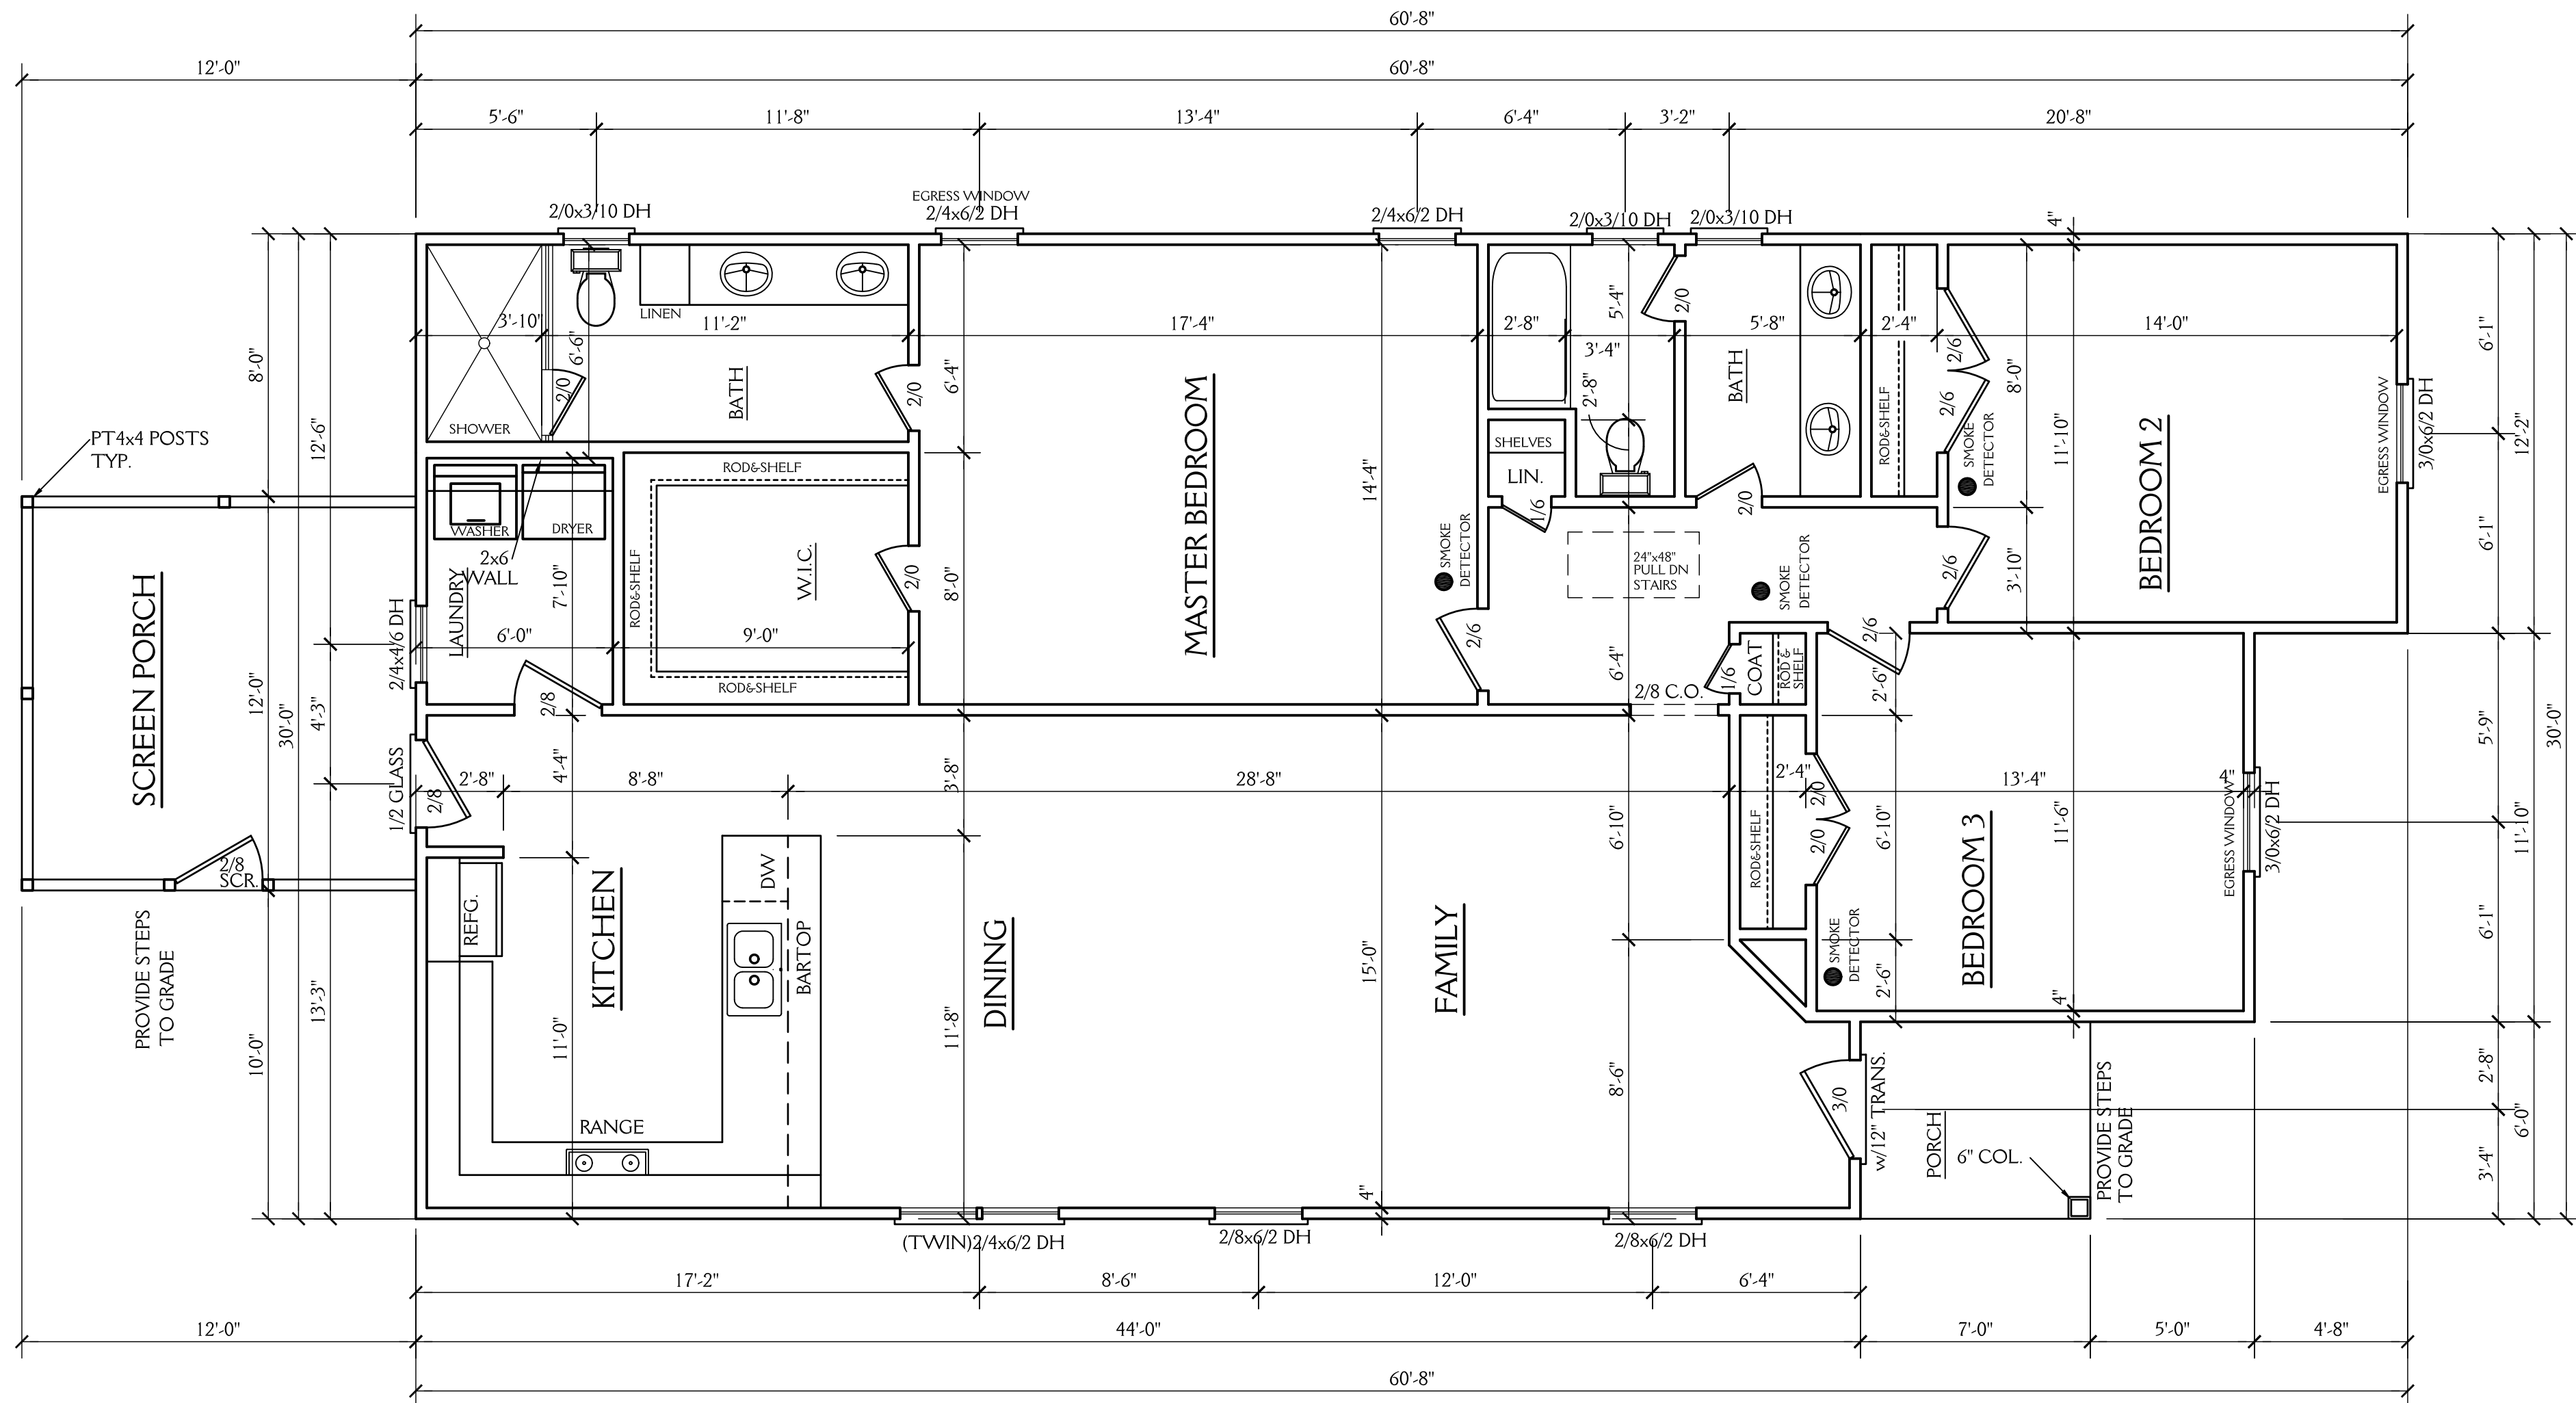 60'-8"
12'-0"
60'-8"
5'-6"
11'-8"
13'-4"
6'-4"
3'-2"
20'-8"
EGRESS WINDOW
2/0x3/10 DH
2/4x6/2 DH
2/4x6/2 DH
2/0x3/10 DH
2/0x3/10 DH
4"
LINEN
3'-10"
11'-2"
17'-4"
2'-8"
5'-4"
2/0
5'-8"
2'-4"
14'-0"
6'-1"
8'-0"
6'-6"
2/0
BATH
2/0
6'-4"
3'-4"
2'-8"
BATH
2/6
2/6
8'-0"
EGRESS WINDOW
3/0x6/2 DH
12'-2"
PT4x4 POSTS
TYP.
12'-6"
SHOWER
MASTER BEDROOM
14'-4"
SHELVES
LIN.
1/6
2/0
ROD&SHELF
SMOKE
DETECTOR
11'-10"
BEDROOM 2
6'-1"
ROD&SHELF
WASHER
DRYER
2x6
WALL
LAUNDRY
7'-10"
6'-0"
ROD&SHELF
W.I.C.
9'-0"
ROD&SHELF
2/0
8'-0"
SMOKE
DETECTOR
2/6
24"x48"
PULL DN
STAIRS
SMOKE
DETECTOR
2/6
3'-10"
SCREEN PORCH
12'-0"
30'-0"
4'-3"
2/4x4/6 DH
2/8
6'-4"
2/8 C.O.
1/6
COAT
ROD &
SHELF
2/6
2'-6"
5'-9"
30'-0"
1/2 GLASS
2/8
2'-8"
4'-4"
8'-8"
3'-8"
28'-8"
2'-4"
2/0
2/0
13'-4"
4"
EGRESS WINDOW
3/0x6/2 DH
11'-10"
2/8
SCR.
REFG.
KITCHEN
DW
BARTOP
DINING
FAMILY
15'-0"
6'-10"
ROD&SHELF
6'-10"
BEDROOM 3
11'-6"
SMOKE
DETECTOR
2'-6"
4"
6'-1"
PROVIDE STEPS
TO GRADE
10'-0"
13'-3"
11'-0"
11'-8"
8'-6"
RANGE
3/0
w/12" TRANS.
PORCH
6" COL.
PROVIDE STEPS
TO GRADE
2'-8"
6'-0"
3'-4"
4"
(TWIN)2/4x6/2 DH
2/8x6/2 DH
2/8x6/2 DH
17'-2"
8'-6"
12'-0"
6'-4"
12'-0"
44'-0"
7'-0"
5'-0"
4'-8"
60'-8"